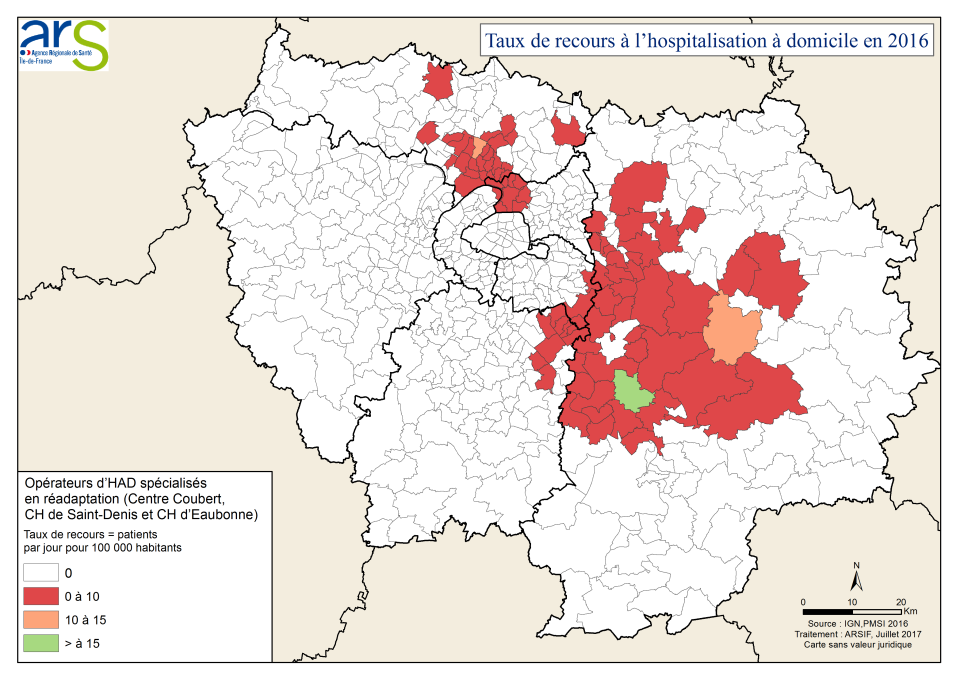 ars
Agence Régionale de Santé
Île-de-France
Taux de recours à l'hospitalisation à domicile en 2016
Opérateurs d'HAD spécialisés
en réadaptation (Centre Coubert,
CH de Saint-Denis et CH d'Eaubonne)
Taux de recours = patients
par jour pour 100 000 habitants
0
0 à 10
10 à 15
> à 15
N
0 10 20
Km
Source : IGN,PMSI 2016
Traitement : ARSIF, Juillet 2017
Carte sans valeur juridique